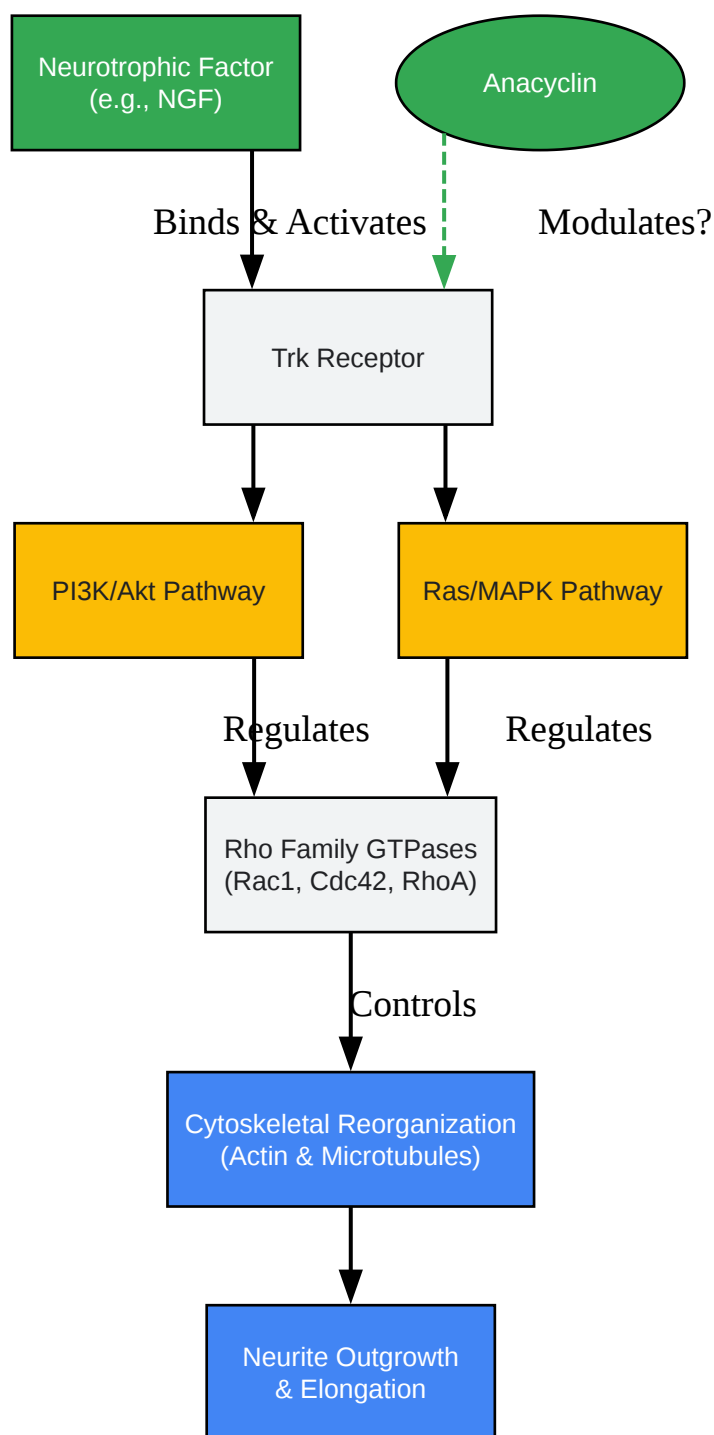 Neurotrophic Factor
(e.g., NGF)
Anacyclin
Binds & Activates
Modulates?
Trk Receptor
PI3K/Akt Pathway
Ras/MAPK Pathway
Regulates
Regulates
Rho Family GTPases
(Rac1, Cdc42, RhoA)
Controls
Cytoskeletal Reorganization
(Actin & Microtubules)
Neurite Outgrowth
& Elongation